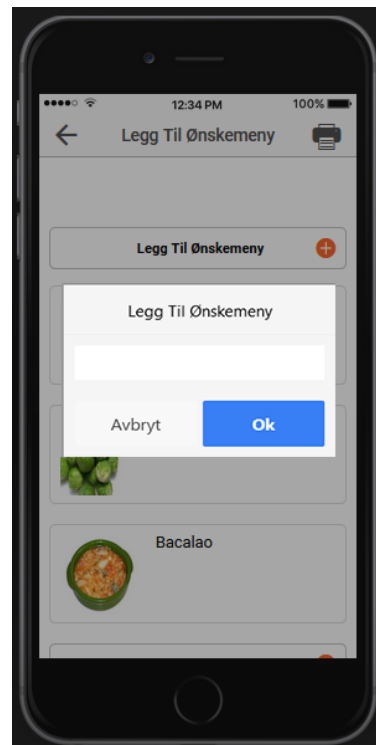 12:34 PM 100%
Legg Til Ønskemeny
Legg Til Ønskemeny
Legg Til Ønskemeny
Avbryt Ok
Bacalao